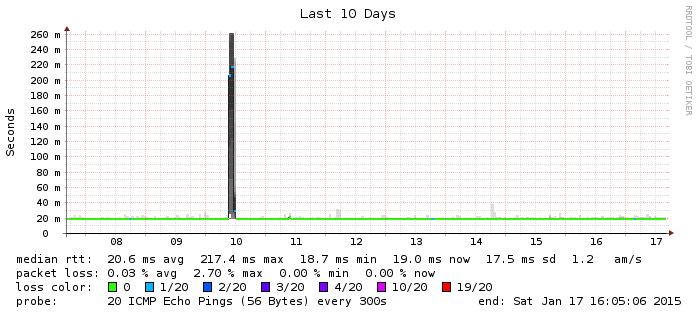 Last 10 Days
RRDTOOL / TOBI OETIKER
Seconds
260 m
240 m
220 m
200 m
180 m
160 m
140 m
120 m
100 m
80 m
60 m
40 m
20 m
0
08 09 10 11 12 13 14 15 16 17
median rtt: 20.6 ms avg 217.4 ms max 18.7 ms min 19.0 ms now 17.5 ms sd 1.2 am/s
packet loss: 0.03 % avg 2.70 % max 0.00 % min 0.00 % now
loss color: 0 1/20 2/20 3/20 4/20 10/20 19/20
probe: 20 ICMP Echo Pings (56 Bytes) every 300s end: Sat Jan 17 16:05:06 2015